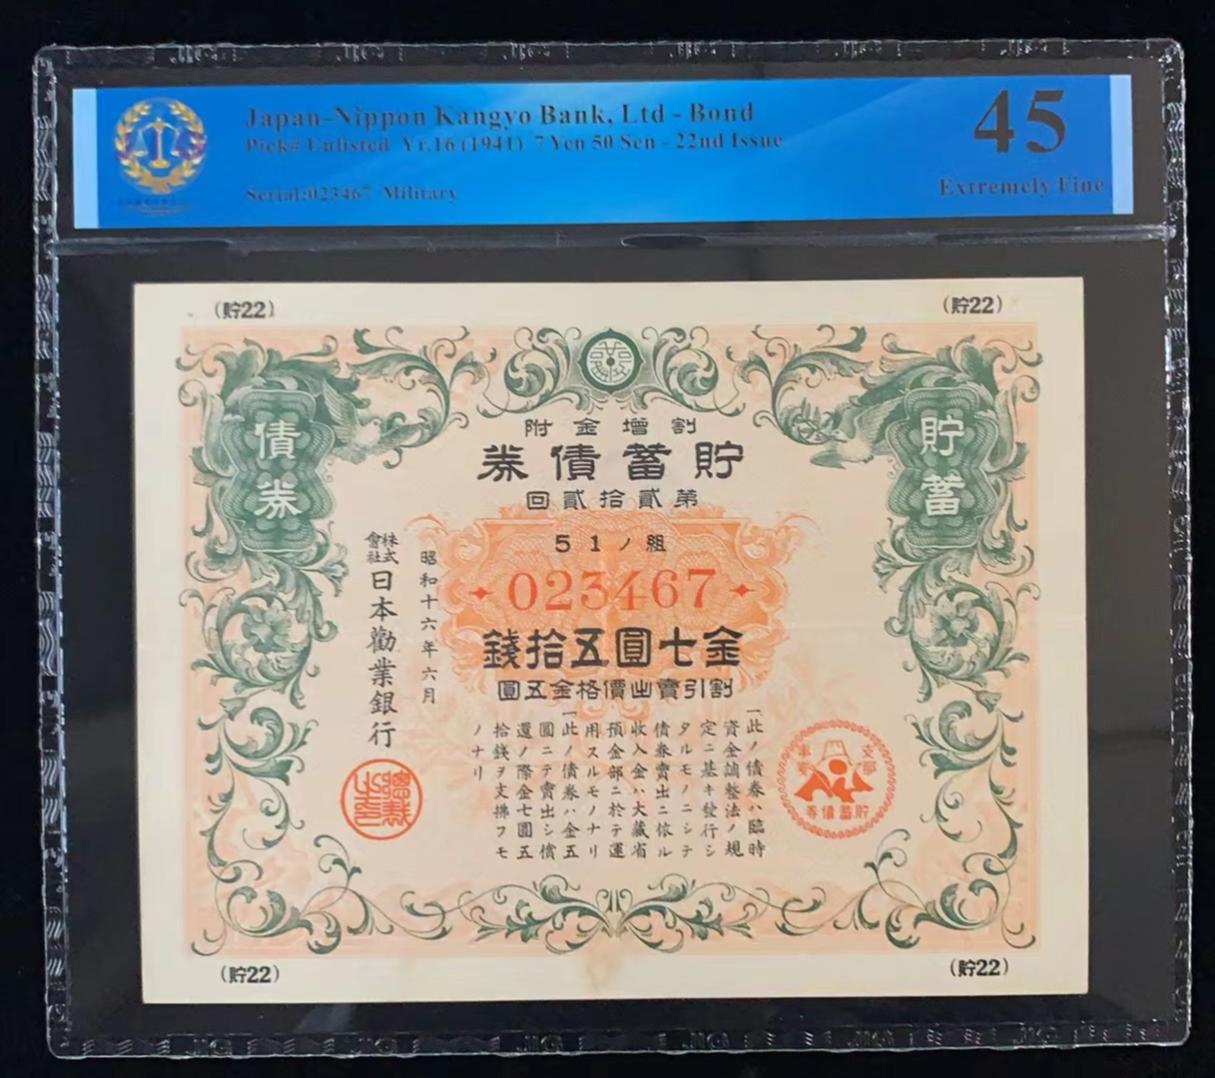 Japan-Nippon Kangyo Bank, Ltd - Bond
Pick# Unlisted Yr.16 (1941) 7 Yen 50 Sen - 22nd Issue
Serial:023467 Military
45
Extremely Fine
(貯22)
(貯22)
貯蓄
債券
割增金附
貯蓄債券
第貳拾貳回
組ノ15
023467
金七圓五拾錢
割引賣出價格金五圓
一此ノ債券ハ臨時
資金調整法ノ規
定ニ基キ發行シ
タルモノニシテ
債券賣出ニ依ル
收入金ハ大藏省
預金部ニ於テ運
用スルモノナリ
一此ノ債券ハ金五
圓ニテ賣出シ償
還ノ際金七圓五
拾錢ヲ支拂フモ
ノナリ
昭和十六年六月
株式會社
日本勸業銀行
支那事變
貯蓄債券
總裁之印
(貯22)
(貯22)